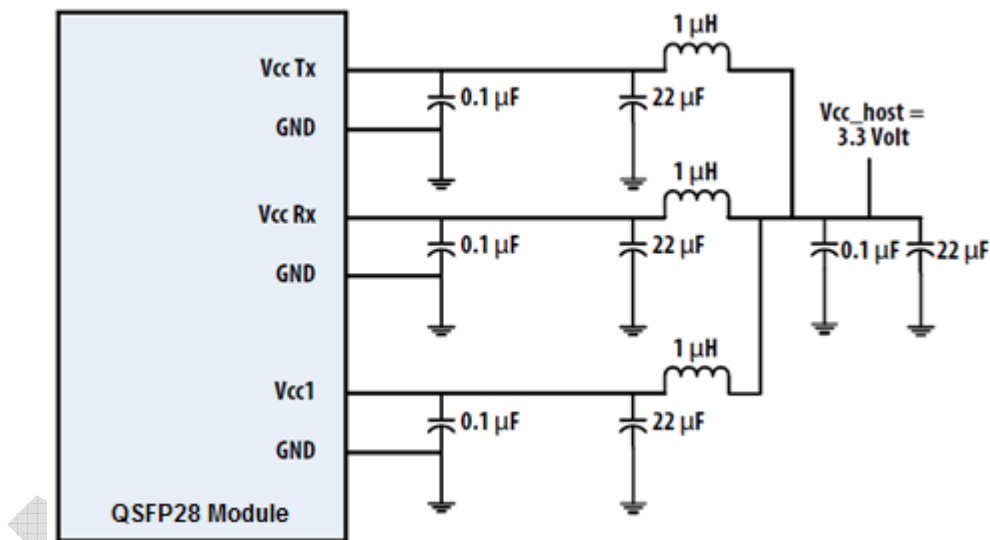 1 µH
Vcc Tx
0.1 µF
22 µF
GND
Vcc_host =
3.3 Volt
1 µH
Vcc Rx
0.1 µF
22 µF
0.1 µF
22 µF
GND
1 µH
Vcc1
0.1 µF
22 µF
GND
QSFP28 Module